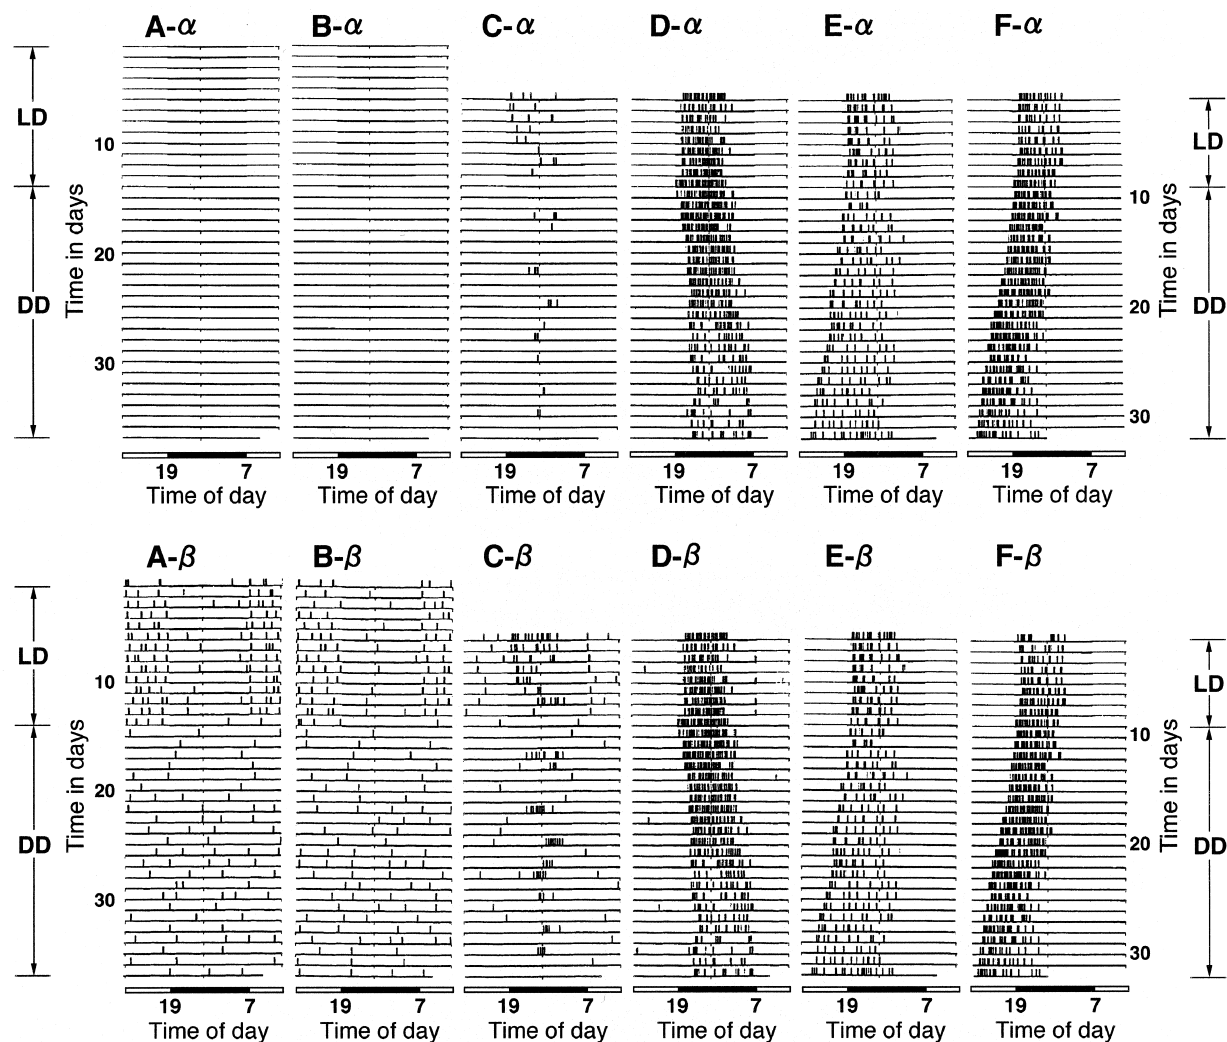 A-α B-α C-α D-α E-α F-α
LD
DD
Time in days
10
20
30
LD
DD
Time in days
10
20
30
19 7 19 7 19 7 19 7 19 7 19 7
Time of day Time of day Time of day Time of day Time of day Time of day
A-β B-β C-β D-β E-β F-β
LD
DD
Time in days
10
20
30
LD
DD
Time in days
10
20
30
19 7 19 7 19 7 19 7 19 7 19 7
Time of day Time of day Time of day Time of day Time of day Time of day